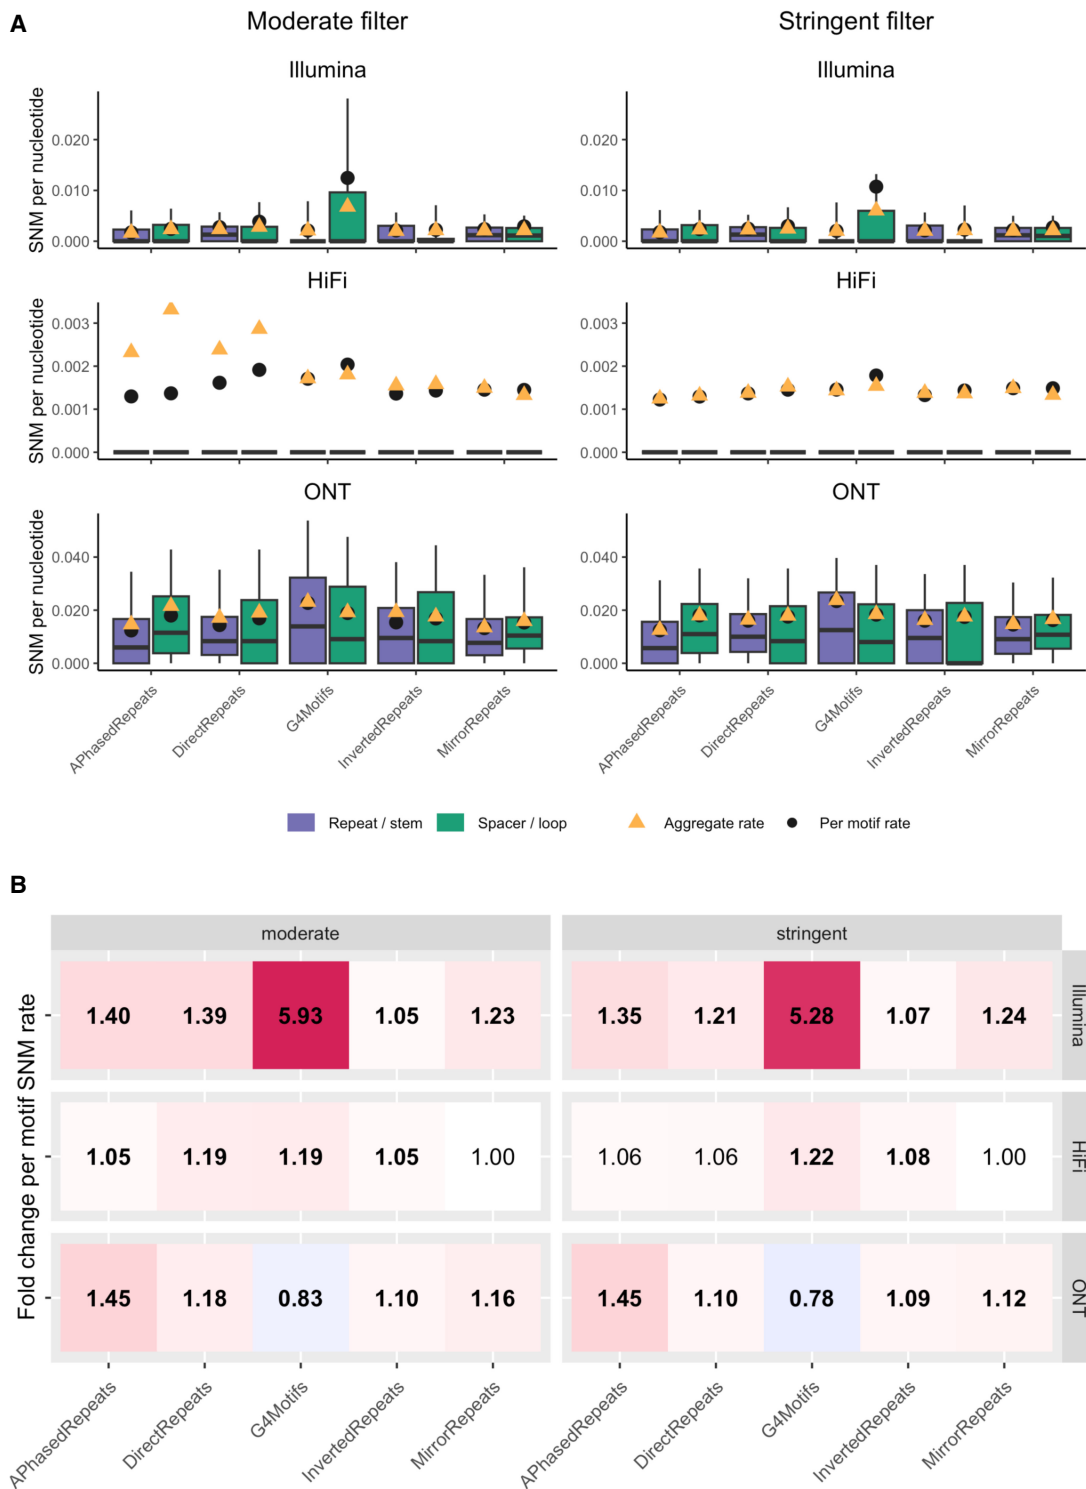 A
Moderate filter
Stringent filter
Illumina
Illumina
SNM per nucleotide
0.020
0.010
0.000
0.020
0.010
0.000
HiFi
HiFi
SNM per nucleotide
0.003
0.002
0.001
0.000
0.003
0.002
0.001
0.000
ONT
ONT
SNM per nucleotide
0.040
0.020
0.000
0.040
0.020
0.000
APhasedRepeats
DirectRepeats
G4Motifs
InvertedRepeats
MirrorRepeats
APhasedRepeats
DirectRepeats
G4Motifs
InvertedRepeats
MirrorRepeats
Repeat / stem
Spacer / loop
Aggregate rate
Per motif rate
B
moderate
stringent
Fold change per motif SNM rate
1.40 1.39 5.93 1.05 1.23
1.35 1.21 5.28 1.07 1.24
Illumina
1.05 1.19 1.19 1.05 1.00
1.06 1.06 1.22 1.08 1.00
HiFi
1.45 1.18 0.83 1.10 1.16
1.45 1.10 0.78 1.09 1.12
ONT
APhasedRepeats
DirectRepeats
G4Motifs
InvertedRepeats
MirrorRepeats
APhasedRepeats
DirectRepeats
G4Motifs
InvertedRepeats
MirrorRepeats